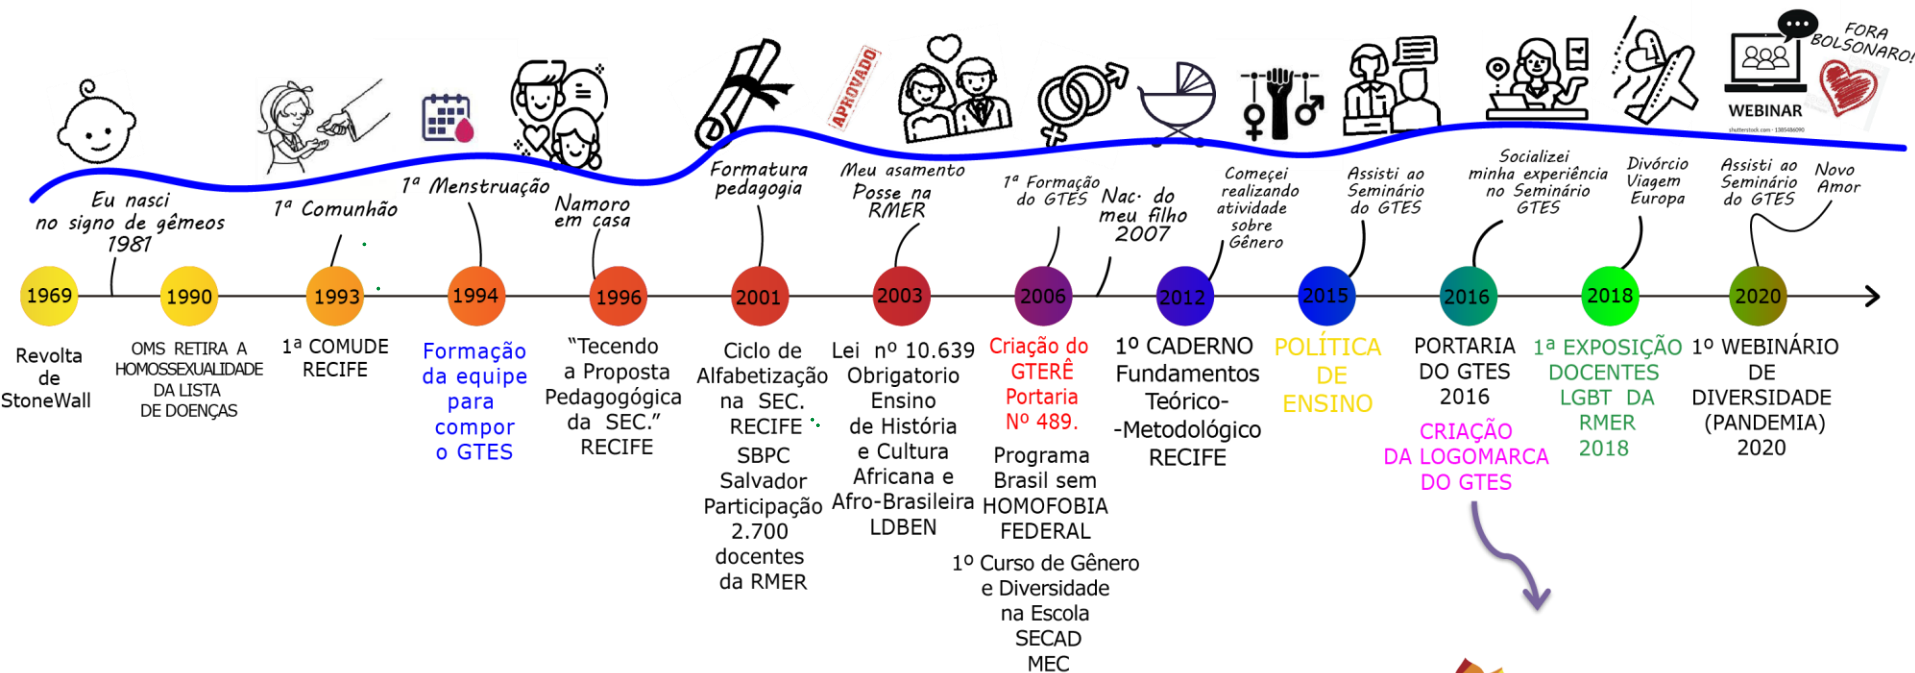 FORA
BOLSONARO!
APROVADO
WEBINAR
shutterstock.com · 1385486090
Eu nasci
no signo de gêmeos
1981
1ª Comunhão
1ª Menstruação
Namoro
em casa
Formatura
pedagogia
Meu asamento
Posse na
RMER
1ª Formação
do GTES
Nac. do
meu filho
2007
Começei
realizando
atividade
sobre
Gênero
Assisti ao
Seminário
do GTES
Socializei
minha experiência
no Seminário
GTES
Divórcio
Viagem
Europa
Assisti ao
Seminário
do GTES
Novo
Amor
1969
1990
1993
1994
1996
2001
2003
2006
2012
2015
2016
2018
2020
Revolta
de
StoneWall
OMS RETIRA A
HOMOSSEXUALIDADE
DA LISTA
DE DOENÇAS
1ª COMUDE
RECIFE
Formação
da equipe
para
compor
o GTES
“Tecendo
a Proposta
Pedagogógica
da SEC.”
RECIFE
Ciclo de
Alfabetização
na SEC.
RECIFE
SBPC
Salvador
Participação
2.700
docentes
da RMER
Lei nº 10.639
Obrigatorio
Ensino
de História
e Cultura
Africana e
Afro-Brasileira
LDBEN
Criação do
GTERÊ
Portaria
Nº 489.
Programa
Brasil sem
HOMOFOBIA
FEDERAL
1º Curso de Gênero
e Diversidade
na Escola
SECAD
MEC
1º CADERNO
Fundamentos
Teórico-
-Metodológico
RECIFE
POLÍTICA
DE
ENSINO
PORTARIA
DO GTES
2016
CRIAÇÃO
DA LOGOMARCA
DO GTES
1ª EXPOSIÇÃO
DOCENTES
LGBT DA
RMER
2018
1º WEBINÁRIO
DE
DIVERSIDADE
(PANDEMIA)
2020